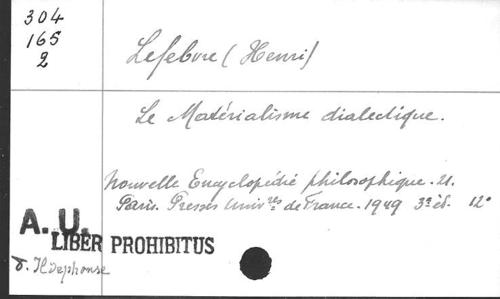 304
165
2
Lefebvre (Henri)
Le Matérialisme dialectique.
Nouvelle Encyclopédie philosophique. 21.
Paris. Presses Univ.res de France. 1949 3e éd. 12°
A. U.
LIBER PROHIBITUS
Ildephonse